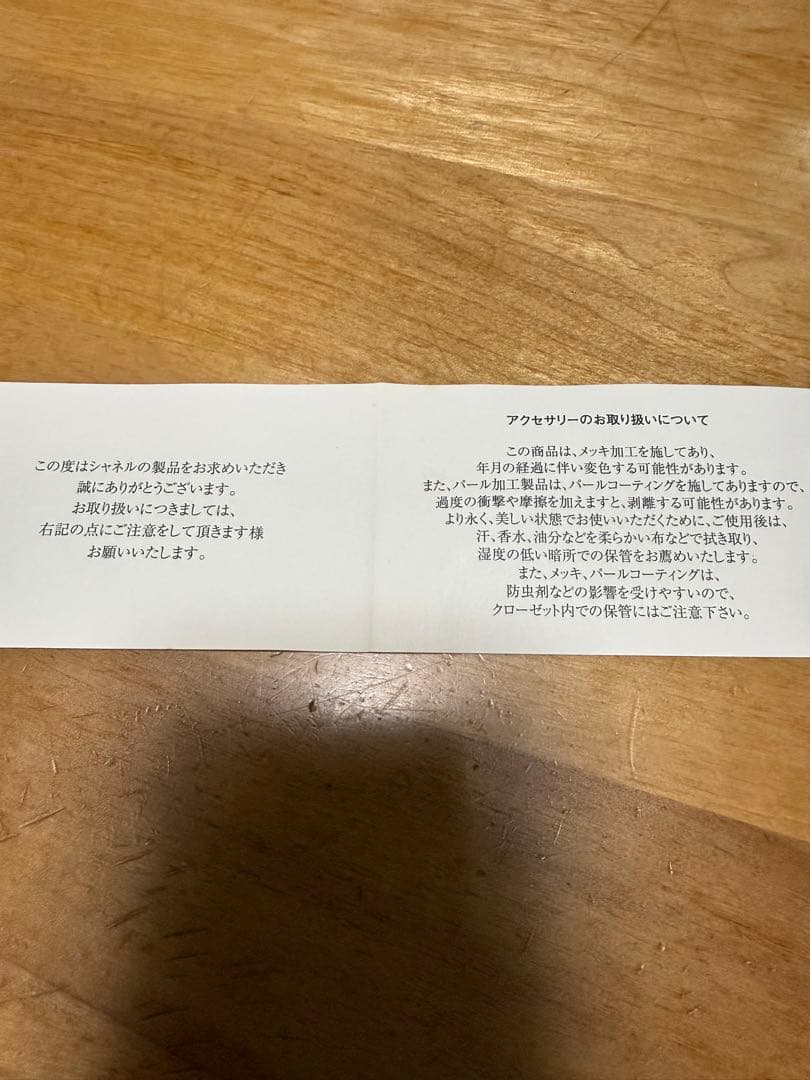 この度はシャネルの製品をお求めいただき
誠にありがとうございます。
お取り扱いにつきましては、
右記の点にご注意をして頂きます様
お願いいたします。
アクセサリーのお取り扱いについて
この商品は、メッキ加工を施してあり、
年月の経過に伴い変色する可能性があります。
また、パール加工製品は、パールコーティングを施してありますので、
過度の衝撃や摩擦を加えますと、剥離する可能性があります。
より永く、美しい状態でお使いいただくために、ご使用後は、
汗、香水、油分などを柔らかい布などで拭き取り、
湿度の低い暗所での保管をお薦めいたします。
また、メッキ、パールコーティングは、
防虫剤などの影響を受けやすいので、
クローゼット内での保管にはご注意下さい。